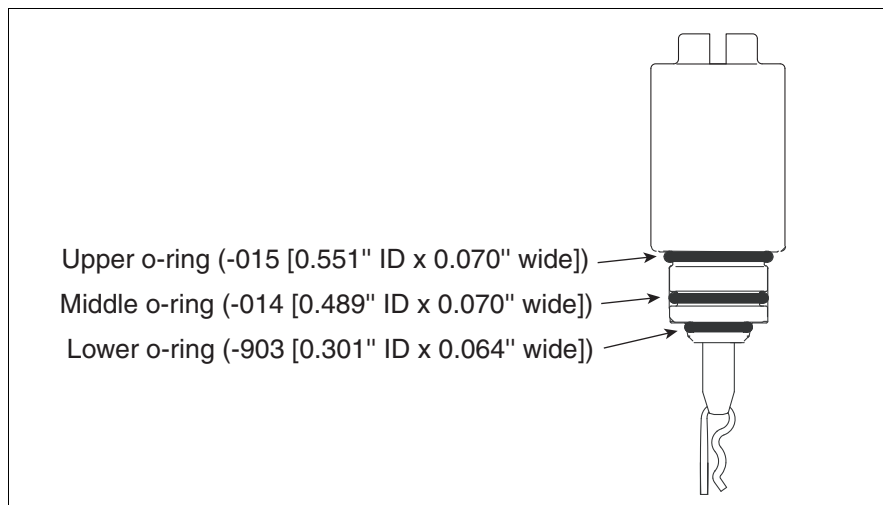 Upper o-ring (-015 [0.551" ID x 0.070" wide])
Middle o-ring (-014 [0.489" ID x 0.070" wide])
Lower o-ring (-903 [0.301" ID x 0.064" wide])